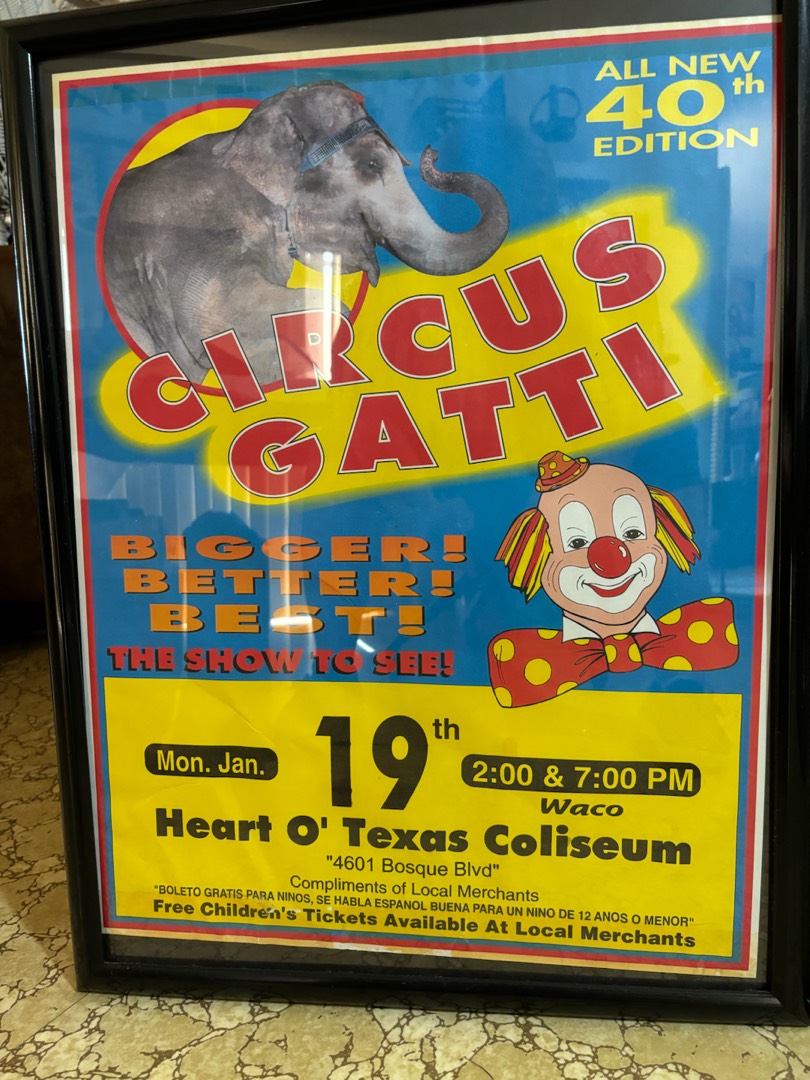 ALL NEW
40th
EDITION
CIRCUS
GATTI
BIGGER!
BETTER!
BEST!
THE SHOW TO SEE!
Mon. Jan. 19th 2:00 & 7:00 PM
Waco
Heart O' Texas Coliseum
"4601 Bosque Blvd"
Compliments of Local Merchants
"BOLETO GRATIS PARA NINOS, SE HABLA ESPANOL BUENA PARA UN NINO DE 12 ANOS O MENOR"
Free Children's Tickets Available At Local Merchants